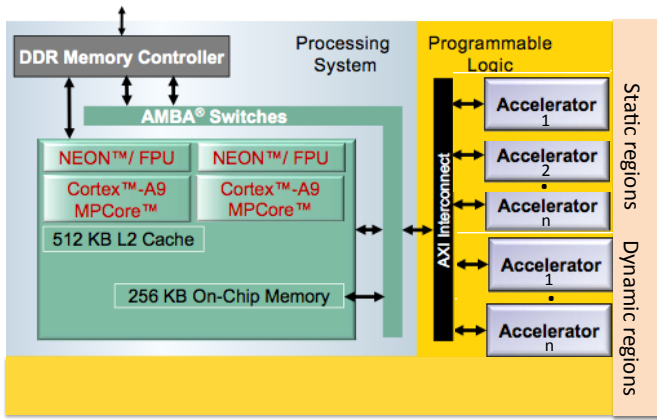 DDR Memory Controller
Processing
System
Programmable
Logic
AMBA® Switches
NEON™/ FPU
NEON™/ FPU
Cortex™-A9
MPCore™
Cortex™-A9
MPCore™
512 KB L2 Cache
256 KB On-Chip Memory
AXI Interconnect
Accelerator
1
Accelerator
2
Accelerator
n
Accelerator
1
Accelerator
n
Static regions
Dynamic regions